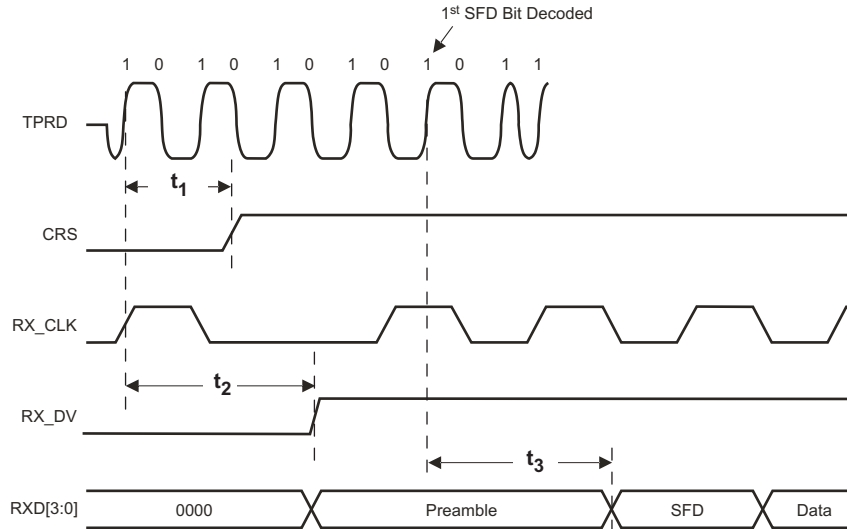 1st SFD Bit Decoded
1 0 1 0 1 0 1 0 1 0 1 1
TPRD
t1
CRS
RX_CLK
t2
RX_DV
t3
RXD[3:0] 0000 Preamble SFD Data